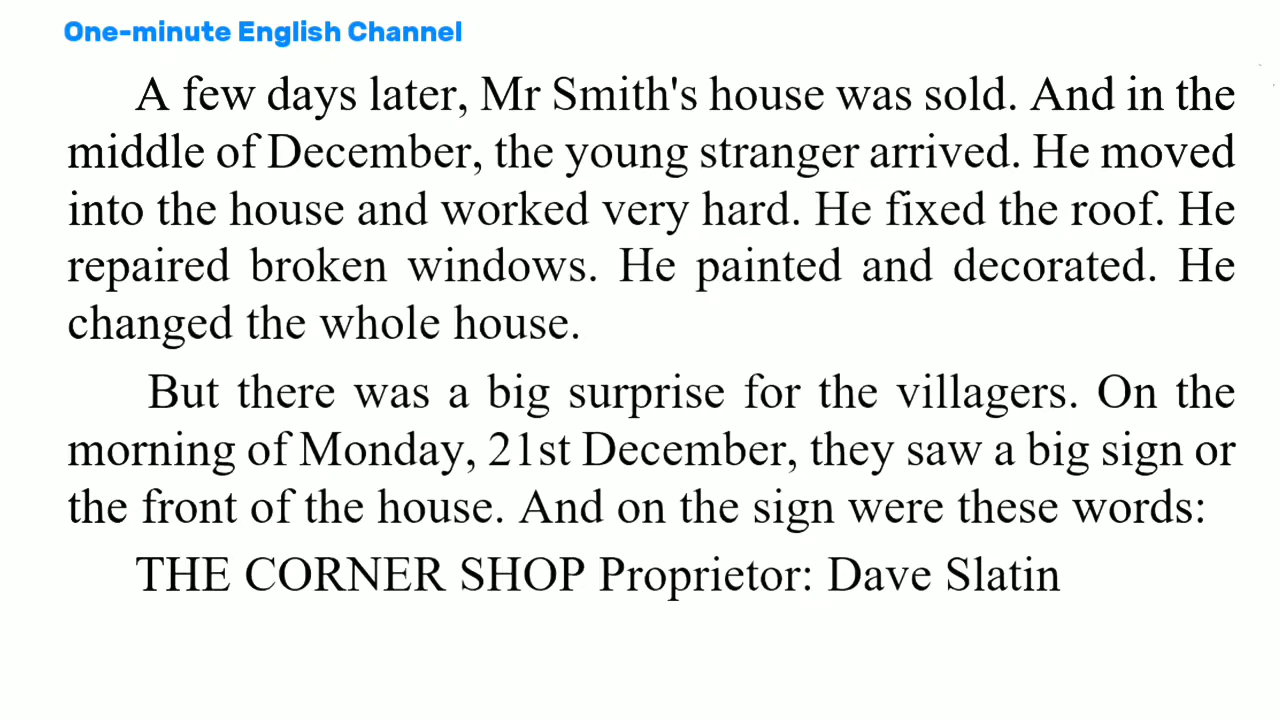 One-minute English Channel
A few days later, Mr Smith's house was sold. And in the
middle of December, the young stranger arrived. He moved
into the house and worked very hard. He fixed the roof. He
repaired broken windows. He painted and decorated. He
changed the whole house.
But there was a big surprise for the villagers. On the
morning of Monday, 21st December, they saw a big sign or
the front of the house. And on the sign were these words:
THE CORNER SHOP Proprietor: Dave Slatin